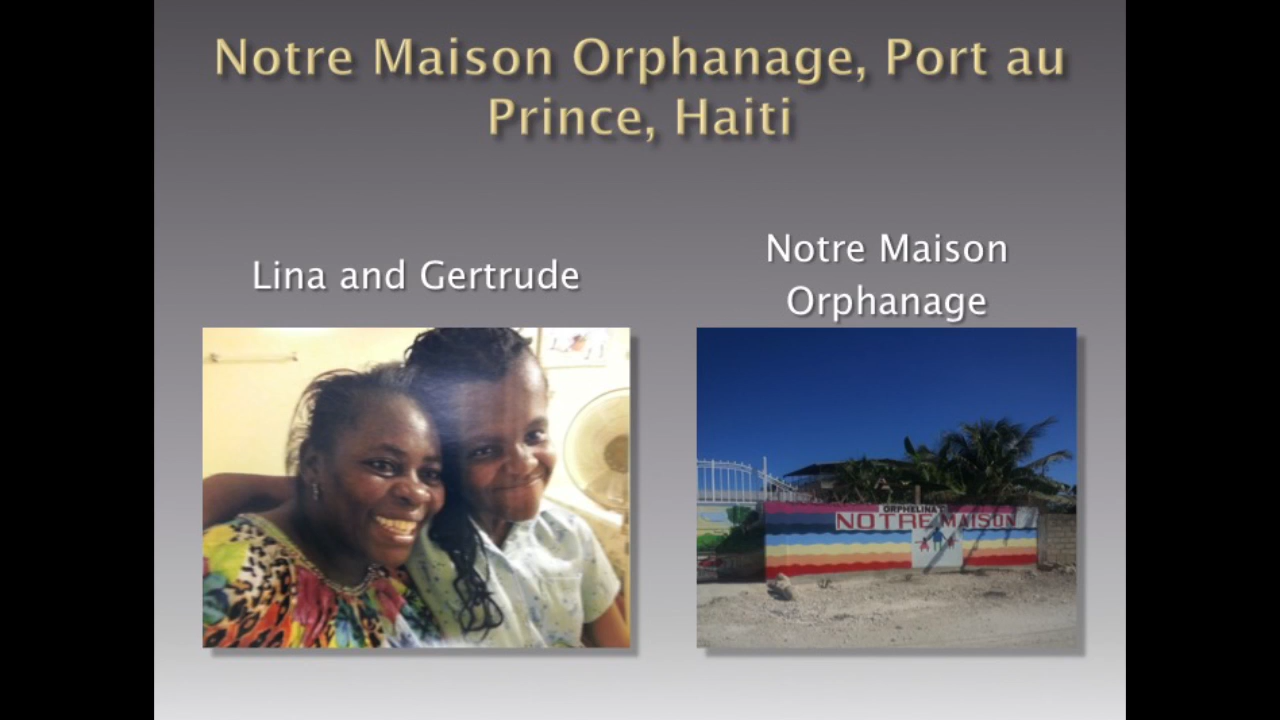 Notre Maison Orphanage, Port au
Prince, Haiti
Lina and Gertrude
Notre Maison
Orphanage
ORPHELINAT
NOTRE MAISON